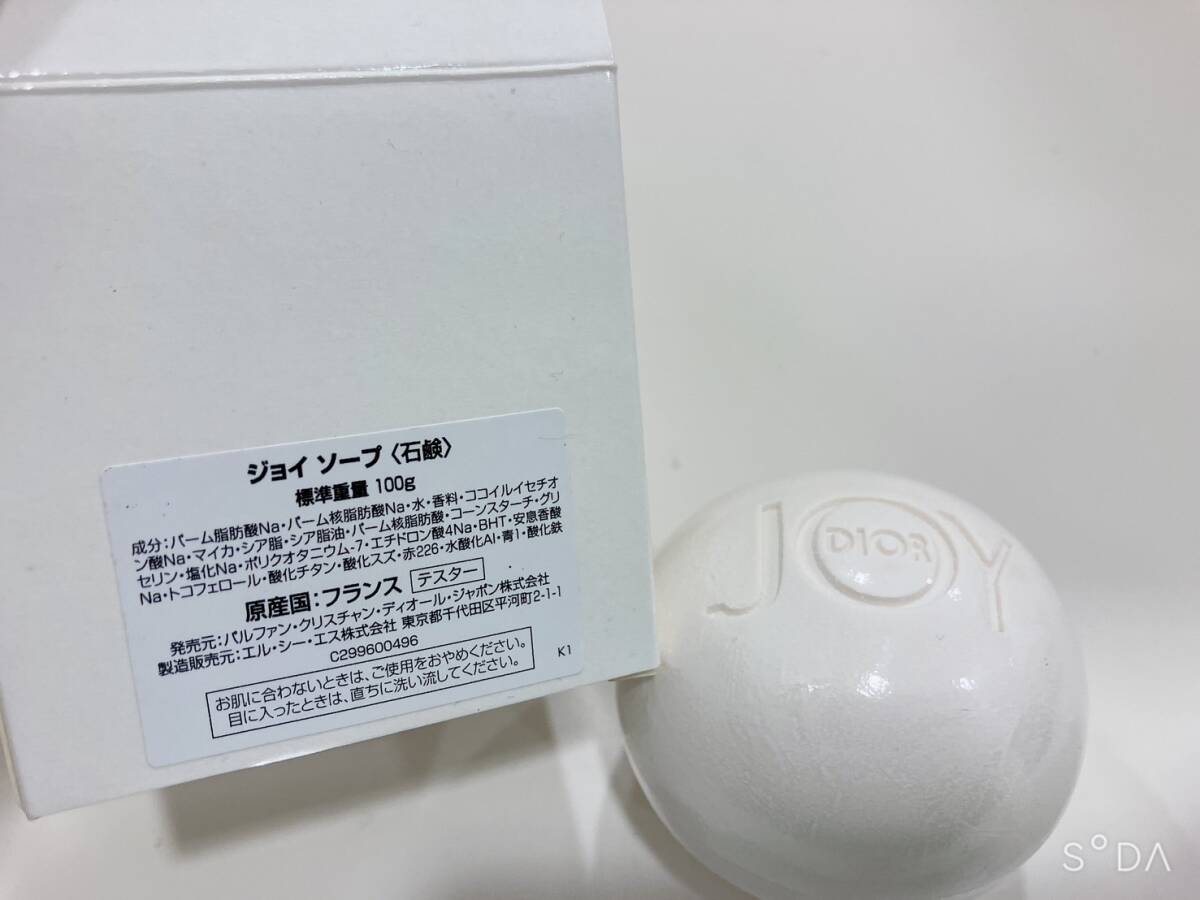 ジョイ ソープ〈石鹸〉
標準重量 100g
成分:パーム脂肪酸Na・パーム核脂肪酸Na・水・香料・ココイルイセチオ
ン酸Na・マイカ・シア脂・シア脂油・パーム核脂肪酸・コーンスターチ・グリ
セリン・塩化Na・ポリクオタニウム-7・エチドロン酸4Na・BHT・安息香酸
Na・トコフェロール・酸化チタン・酸化スズ・赤226・水酸化Al・青1・酸化鉄
原産国:フランス テスター
発売元:パルファン・クリスチャン・ディオール・ジャポン株式会社
製造販売元:エル・シー・エス株式会社 東京都千代田区平河町2-1-1
C299600496
K1
お肌に合わないときは、ご使用をおやめください。
目に入ったときは、直ちに洗い流してください。
JOY
DIOR
SODA